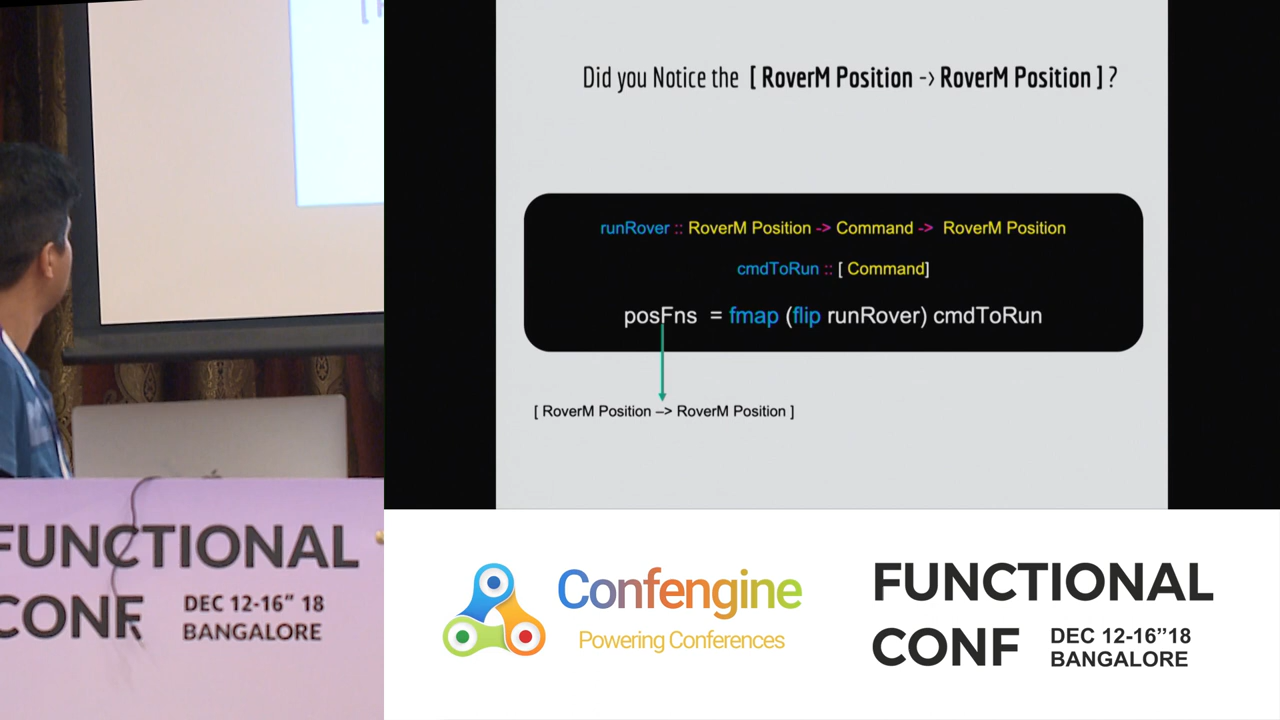 Did you Notice the [ RoverM Position -> RoverM Position ] ?
runRover :: RoverM Position -> Command -> RoverM Position
cmdToRun :: [ Command]
posFns = fmap (flip runRover) cmdToRun
[ RoverM Position –> RoverM Position ]
FUNCTIONAL
CONF
DEC 12-16” 18
BANGALORE
Confengine
Powering Conferences
FUNCTIONAL
CONF
DEC 12-16”18
BANGALORE